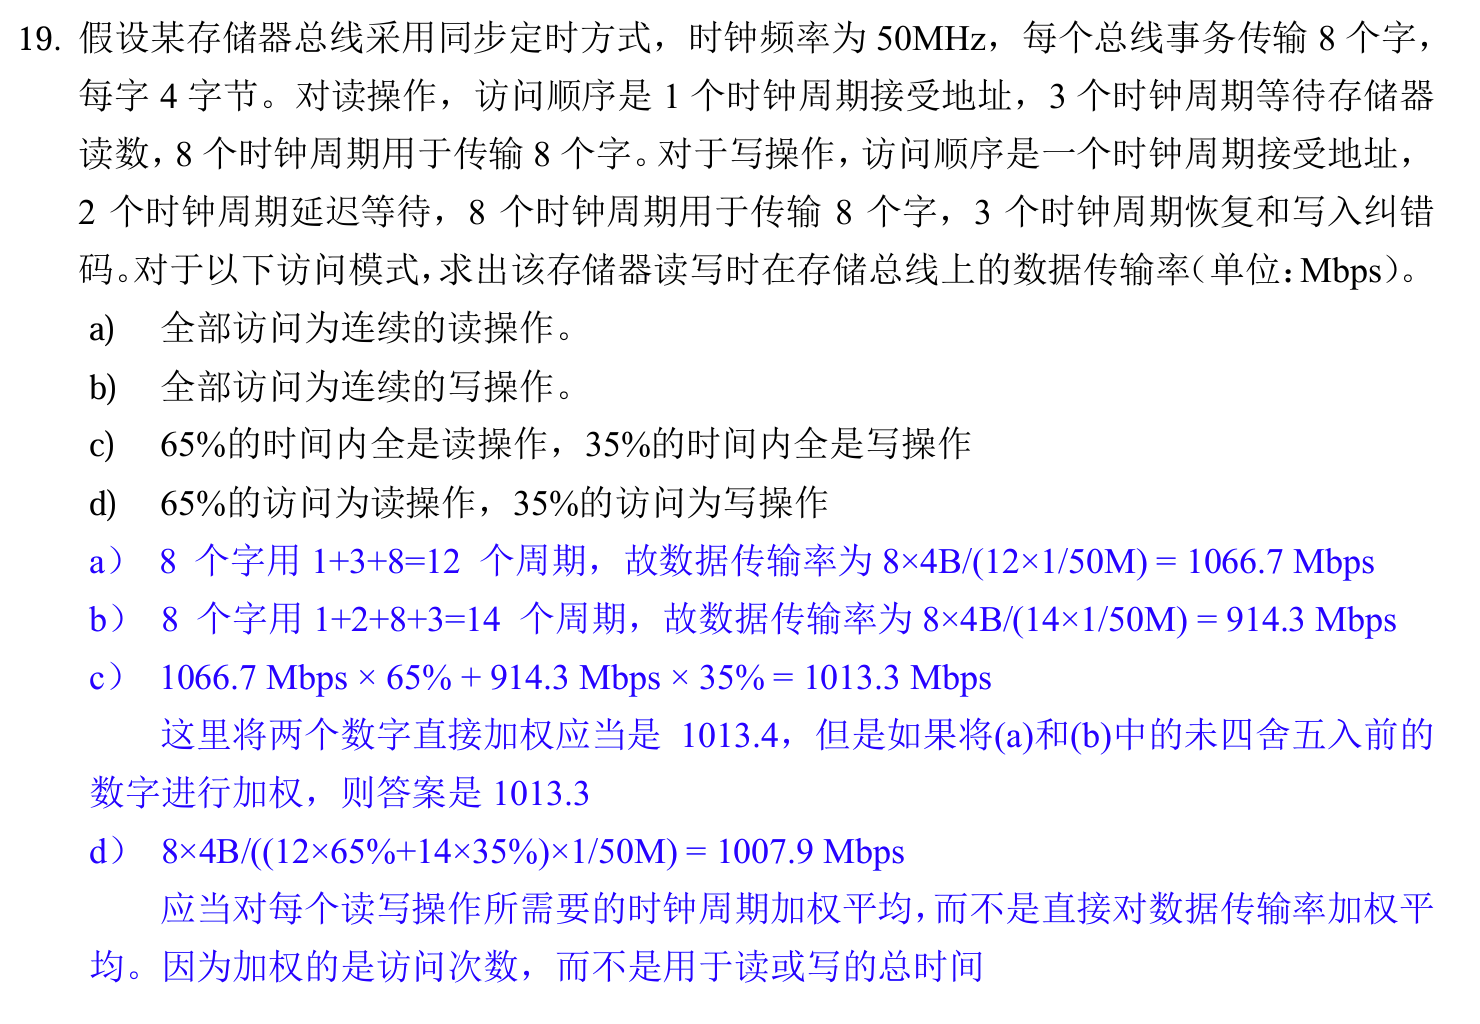 19. 假设某存储器总线采用同步定时方式，时钟频率为 50MHz，每个总线事务传输 8 个字，
每字 4 字节。对读操作，访问顺序是 1 个时钟周期接受地址，3 个时钟周期等待存储器
读数，8 个时钟周期用于传输 8 个字。对于写操作，访问顺序是一个时钟周期接受地址，
2 个时钟周期延迟等待，8 个时钟周期用于传输 8 个字，3 个时钟周期恢复和写入纠错
码。对于以下访问模式，求出该存储器读写时在存储总线上的数据传输率（单位：Mbps）。
a) 全部访问为连续的读操作。
b) 全部访问为连续的写操作。
c) 65%的时间内全是读操作，35%的时间内全是写操作
d) 65%的访问为读操作，35%的访问为写操作
a） 8 个字用 1+3+8=12 个周期，故数据传输率为 8×4B/(12×1/50M) = 1066.7 Mbps
b） 8 个字用 1+2+8+3=14 个周期，故数据传输率为 8×4B/(14×1/50M) = 914.3 Mbps
c） 1066.7 Mbps × 65% + 914.3 Mbps × 35% = 1013.3 Mbps
这里将两个数字直接加权应当是 1013.4，但是如果将(a)和(b)中的未四舍五入前的
数字进行加权，则答案是 1013.3
d） 8×4B/((12×65%+14×35%)×1/50M) = 1007.9 Mbps
应当对每个读写操作所需要的时钟周期加权平均，而不是直接对数据传输率加权平
均。因为加权的是访问次数，而不是用于读或写的总时间